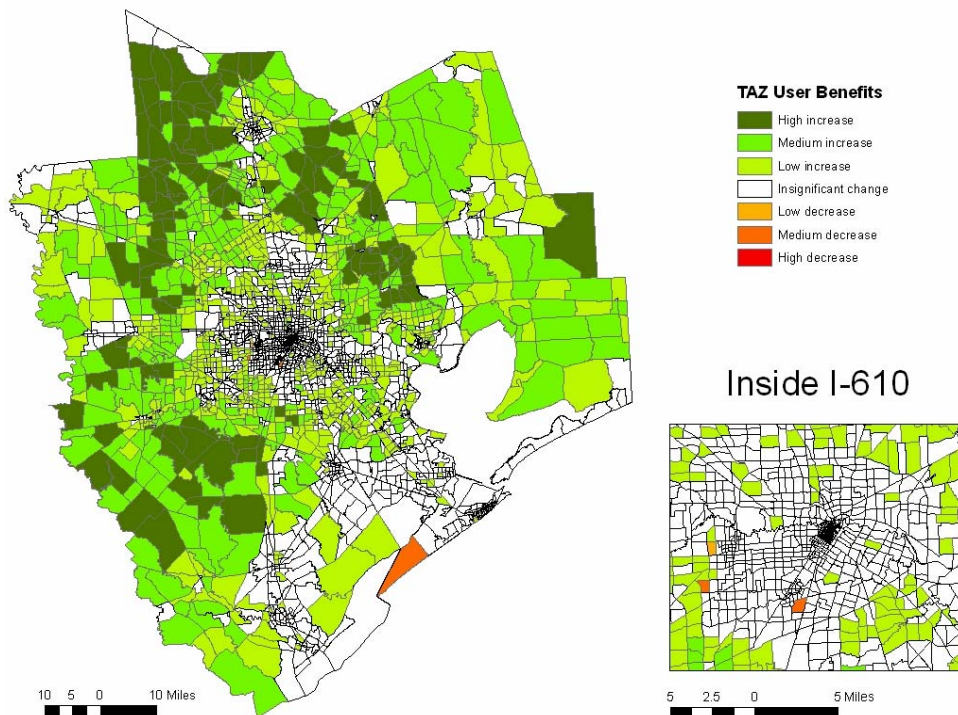 TAZ User Benefits
High increase
Medium increase
Low increase
Insignificant change
Low decrease
Medium decrease
High decrease
Inside I-610
10 5 0 10 Miles
5 2.5 0 5 Miles